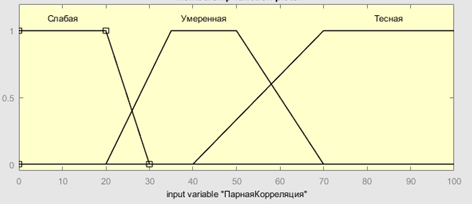 Слабая Умеренная Тесная
1
0.5
0
0 10 20 30 40 50 60 70 80 90 100
input variable "ПарнаяКорреляция"